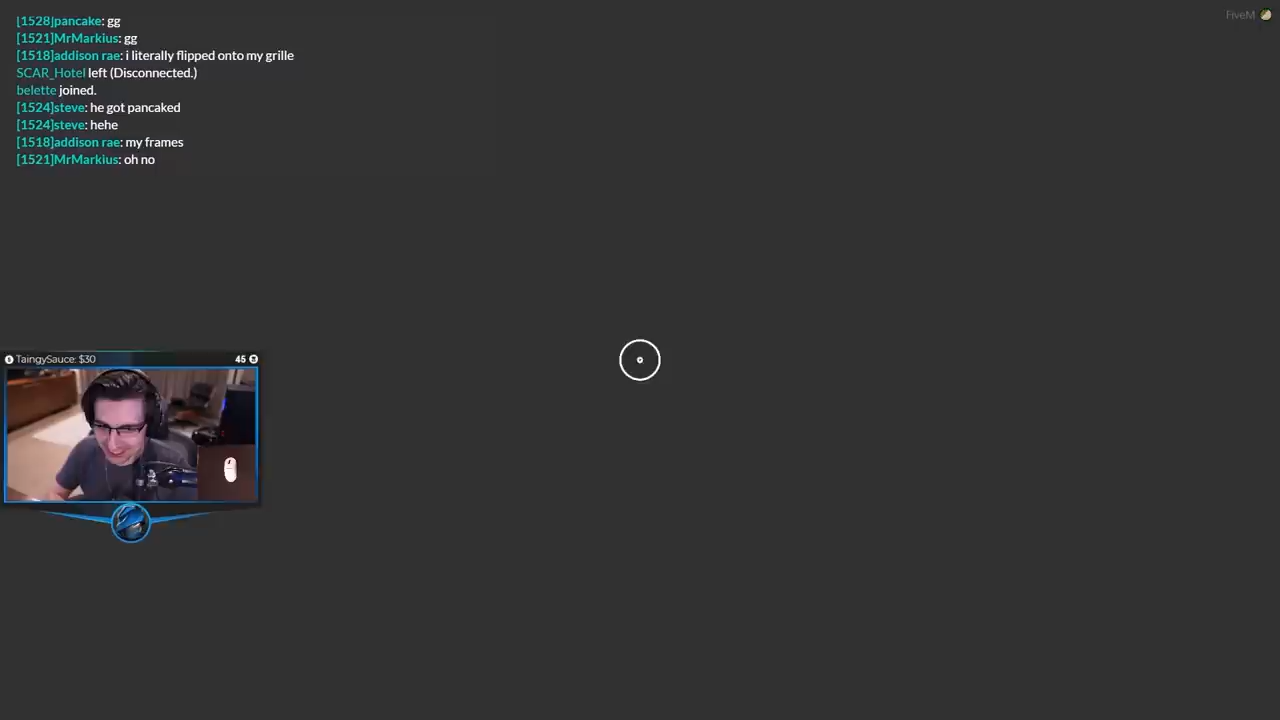 [1528]pancake: gg
FiveM
[1521]MrMarkius: gg
[1518]addison rae: i literally flipped onto my grille
SCAR_Hotel left (Disconnected.)
belette joined.
[1524]steve: he got pancaked
[1524]steve: hehe
[1518]addison rae: my frames
[1521]MrMarkius: oh no
TaingySauce: $30 45